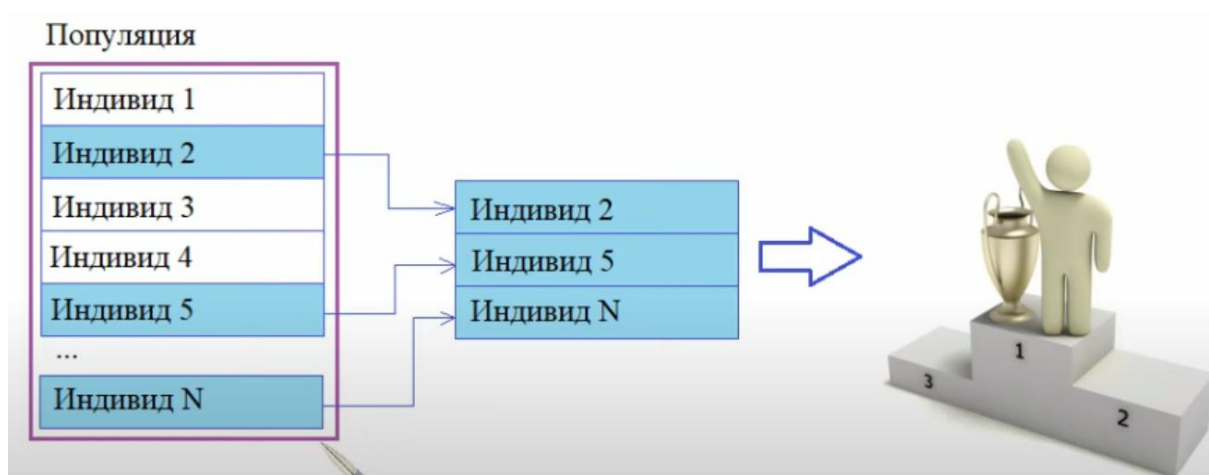 Популяция
Индивид 1
Индивид 2
Индивид 3
Индивид 4
Индивид 5
...
Индивид N
Индивид 2
Индивид 5
Индивид N
1
3
2